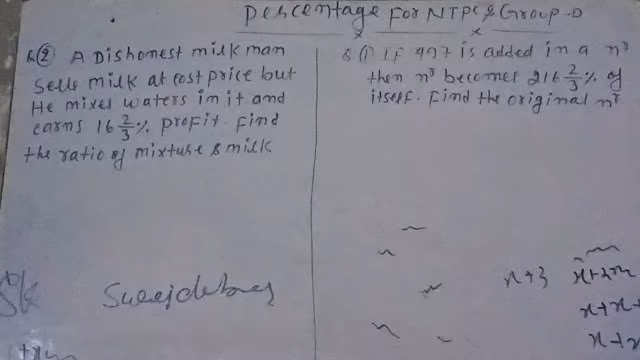 Percentage For NTPC & Group-D
Q② A Dishonest milk man
sells milk at cost price but
He mixes waters in it and
earns 16 2/3 % profit. Find
the ratio of mixture & milk
Q① IF 497 is added in a nº
then nº becomes 216 2/3 % of
itself. Find the original nº
x+3
x+x+